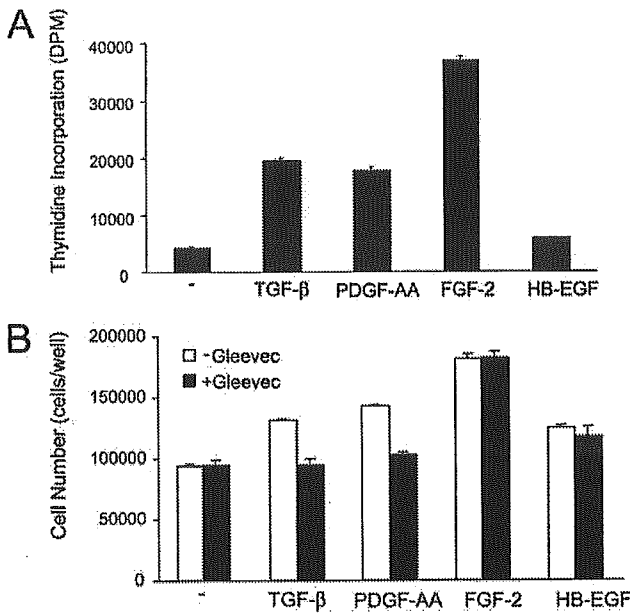 A
Thymidine Incorporation (DPM)
40000
30000
20000
10000
0
- TGF-β PDGF-AA FGF-2 HB-EGF
B
Cell Number (cells/well)
200000
150000
100000
50000
0
-Gleevec
+Gleevec
- TGF-β PDGF-AA FGF-2 HB-EGF